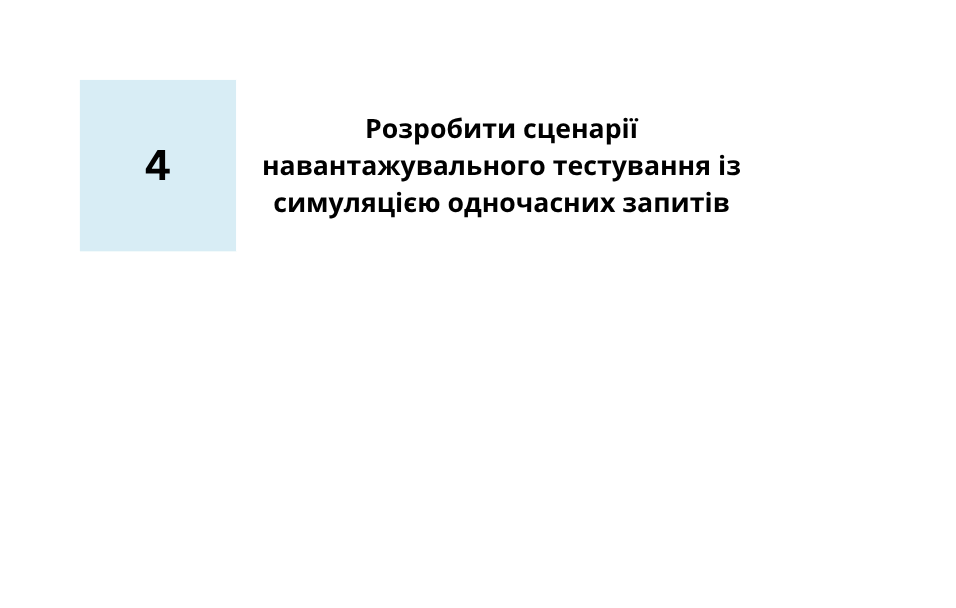 4
Розробити сценарії
навантажувального тестування із
симуляцією одночасних запитів